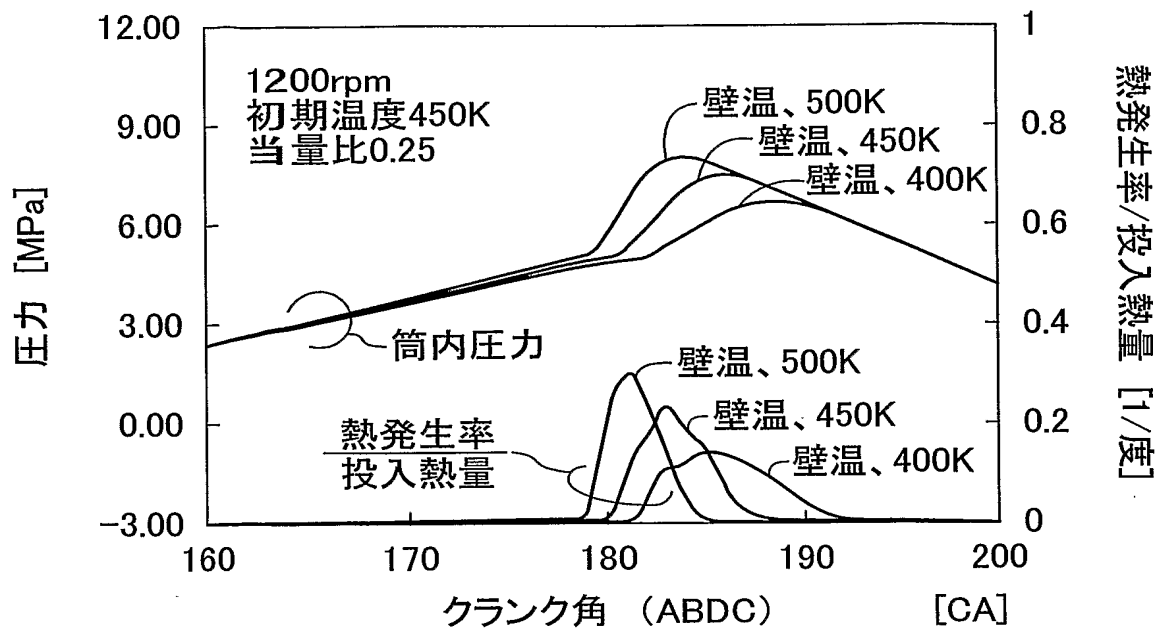 12.00
9.00
6.00
3.00
0.00
−3.00
圧力 [MPa]
1200rpm
初期温度450K
当量比0.25
壁温、500K
壁温、450K
壁温、400K
筒内圧力
壁温、500K
壁温、450K
壁温、400K
熱発生率
投入熱量
1
0.8
0.6
0.4
0.2
0
熱発生率/投入熱量 [1/度]
160
170
180
190
200
クランク角 (ABDC) [CA]